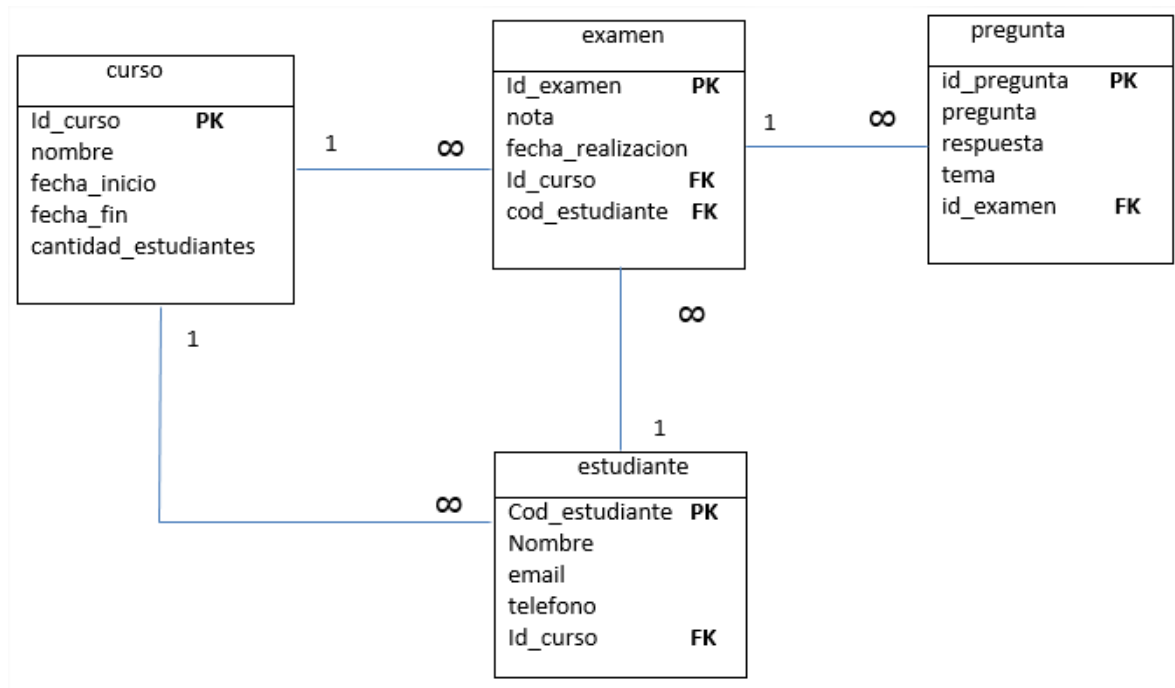 curso
Id_curso PK
nombre
fecha_inicio
fecha_fin
cantidad_estudiantes
1
∞
examen
Id_examen PK
nota
fecha_realizacion
Id_curso FK
cod_estudiante FK
1
∞
pregunta
id_pregunta PK
pregunta
respuesta
tema
id_examen FK
1
∞
∞
1
estudiante
Cod_estudiante PK
Nombre
email
telefono
Id_curso FK